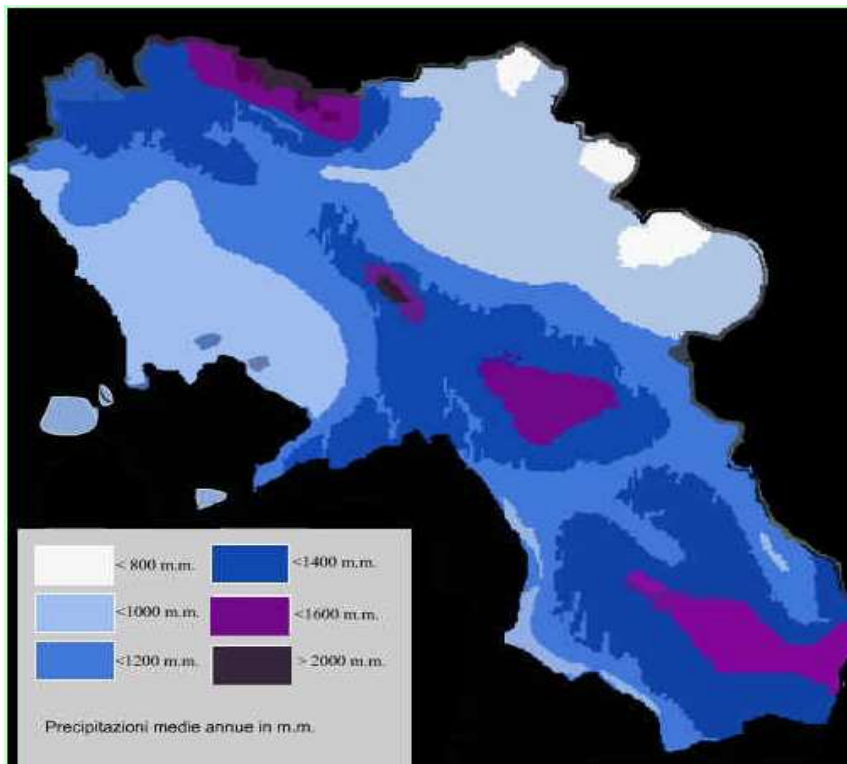 < 800 m.m.
<1400 m.m.
<1000 m.m.
<1600 m.m.
<1200 m.m.
> 2000 m.m.
Precipitazioni medie annue in m.m.